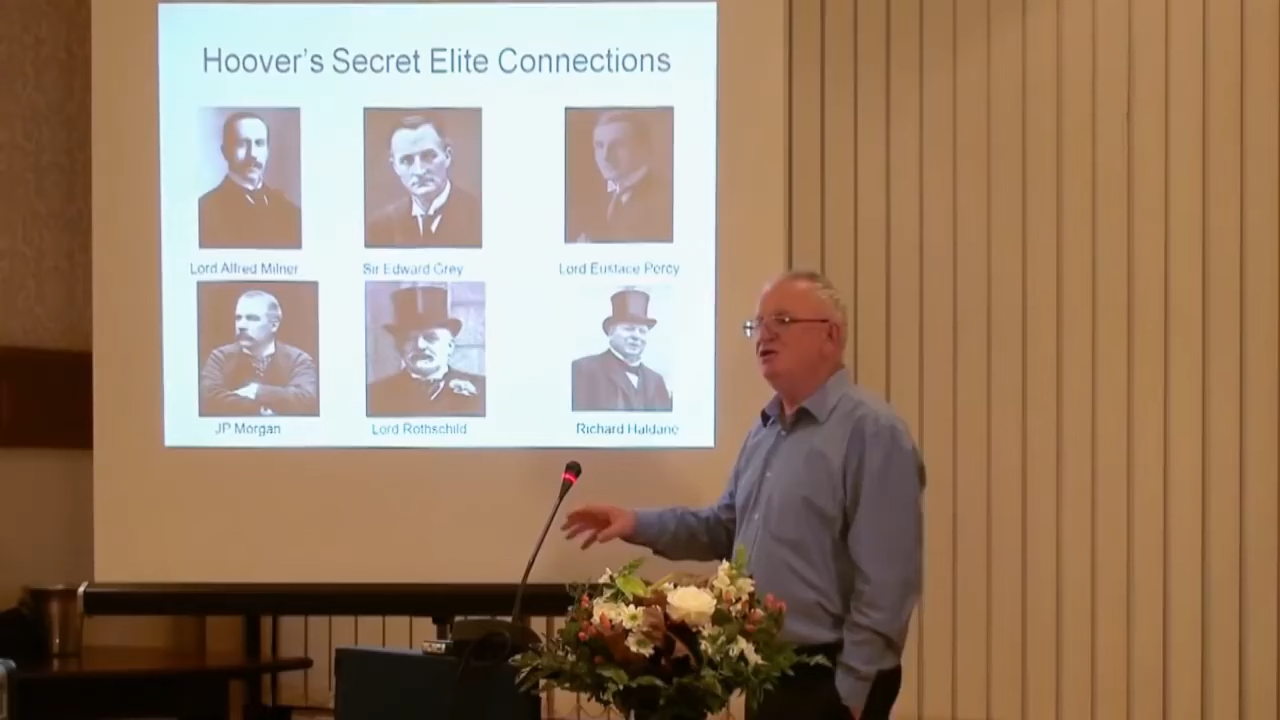 Hoover's Secret Elite Connections
Lord Alfred Milner
Sir Edward Grey
Lord Eustace Percy
JP Morgan
Lord Rothschild
Richard Haldane